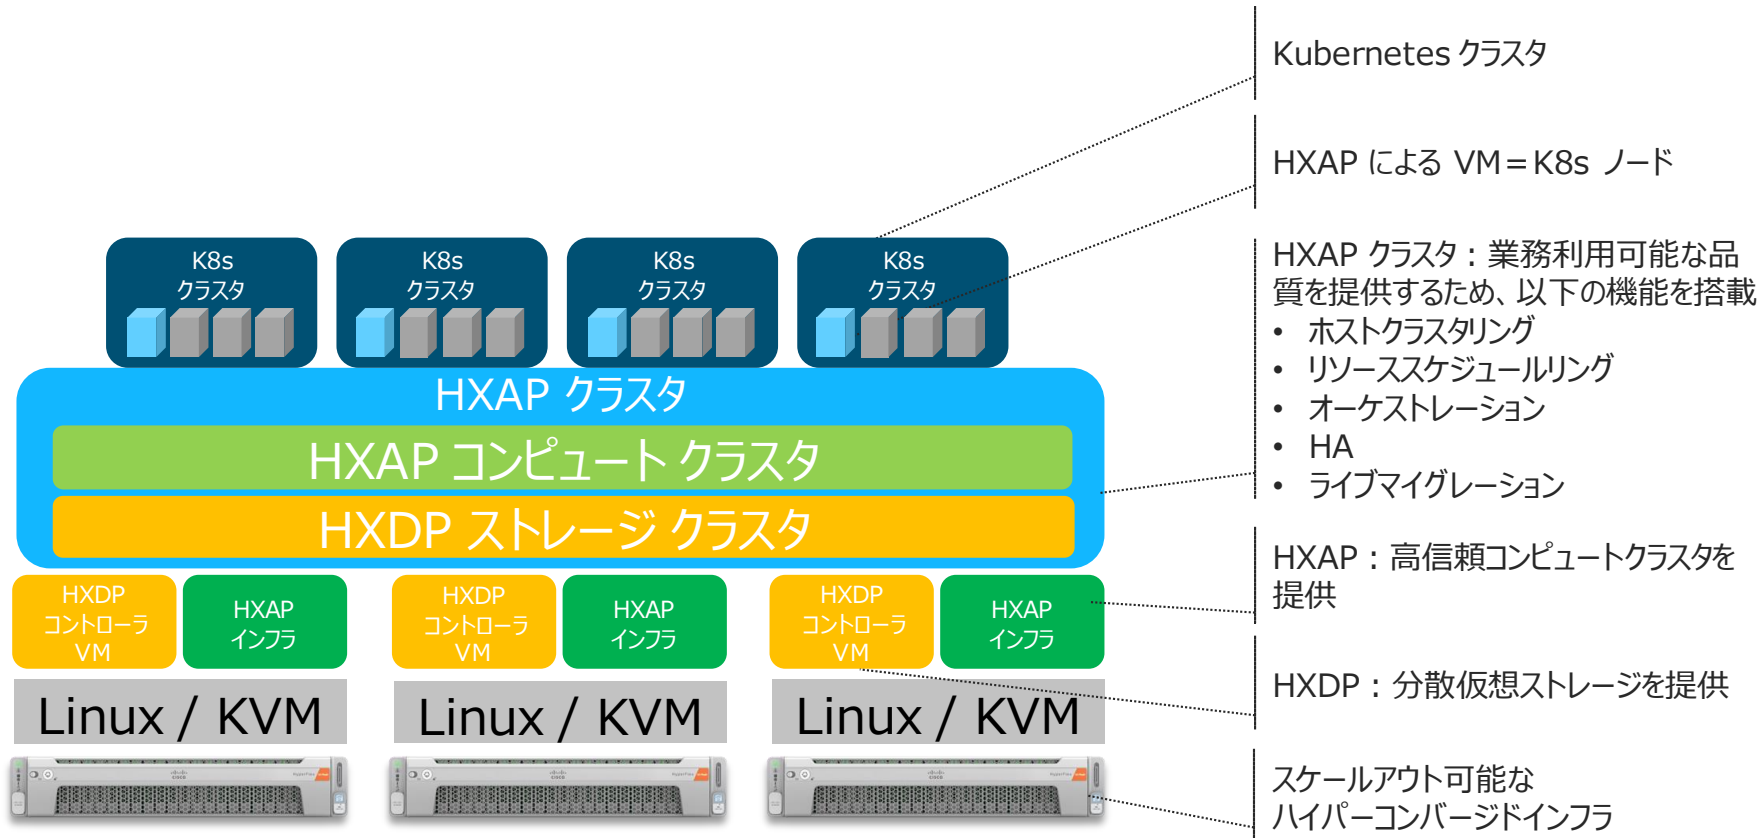 Kubernetes クラスタ
HXAP による VM=K8s ノード
HXAP クラスタ：業務利用可能な品
質を提供するため、以下の機能を搭載
• ホストクラスタリング
• リソーススケジュールリング
• オーケストレーション
• HA
• ライブマイグレーション
HXAP：高信頼コンピュートクラスタを
提供
HXDP：分散仮想ストレージを提供
スケールアウト可能な
ハイパーコンバージドインフラ
K8s
クラスタ
K8s
クラスタ
K8s
クラスタ
K8s
クラスタ
HXAP クラスタ
HXAP コンピュート クラスタ
HXDP ストレージ クラスタ
HXDP
コントローラ
VM
HXAP
インフラ
HXDP
コントローラ
VM
HXAP
インフラ
HXDP
コントローラ
VM
HXAP
インフラ
Linux / KVM
Linux / KVM
Linux / KVM